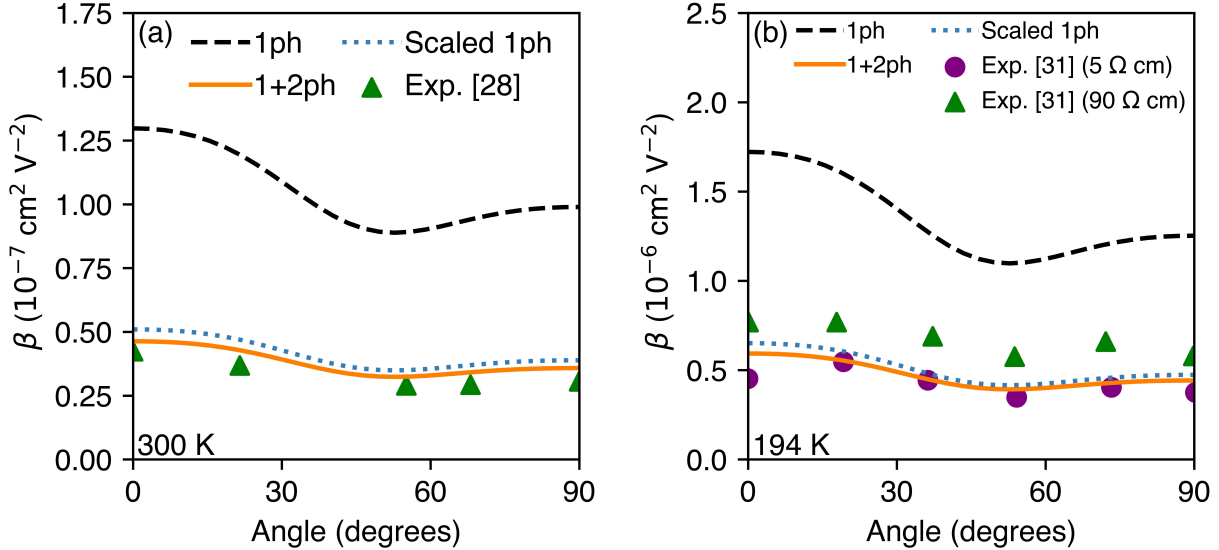 (a)
1ph
Scaled 1ph
1+2ph
Exp. [28]
1.75
1.50
1.25
1.00
0.75
0.50
0.25
0.00
β (10⁻⁷ cm² V⁻²)
300 K
0 30 60 90
Angle (degrees)
(b)
1ph
Scaled 1ph
1+2ph
Exp. [31] (5 Ω cm)
Exp. [31] (90 Ω cm)
2.5
2.0
1.5
1.0
0.5
0.0
β (10⁻⁶ cm² V⁻²)
194 K
0 30 60 90
Angle (degrees)